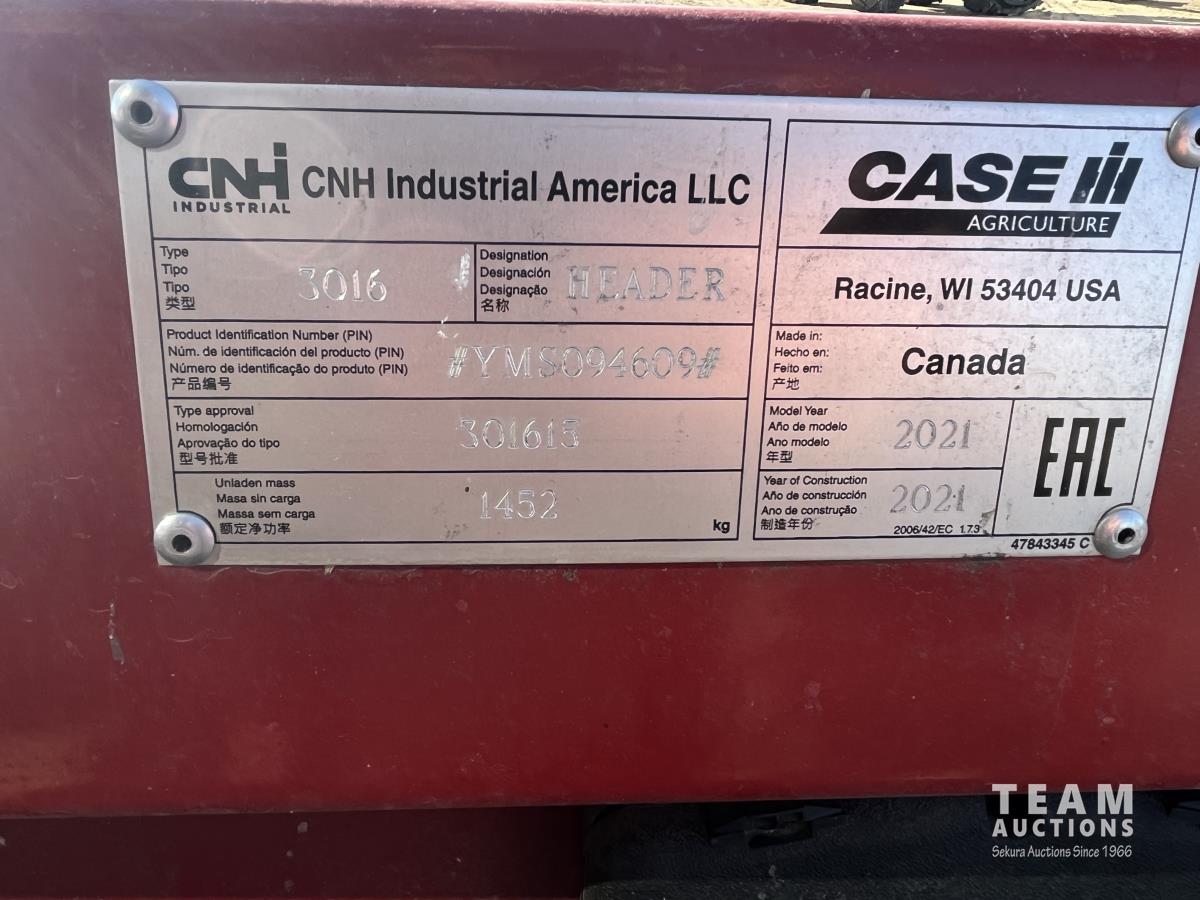 CNH
INDUSTRIAL
CNH Industrial America LLC
Type
Tipo
Tipo
类型
3016
Designation
Designación
Designação
名称
HEADER
Product Identification Number (PIN)
Núm. de identificación del producto (PIN)
Número de identificação do produto (PIN)
产品编号
#YMS094609#
Type approval
Homologación
Aprovação do tipo
型号批准
301615
Unladen mass
Masa sin carga
Massa sem carga
额定净功率
1452
kg
CASE IH
AGRICULTURE
Racine, WI 53404 USA
Made in:
Hecho en:
Feito em:
产地
Canada
Model Year
Año de modelo
Ano modelo
年型
2021
Year of Construction
Año de construcción
Ano de construção
制造年份
2021
2006/42/EC 1.7.3
EAC
47843345 C
TEAM
AUCTIONS
Sekura Auctions Since 1966